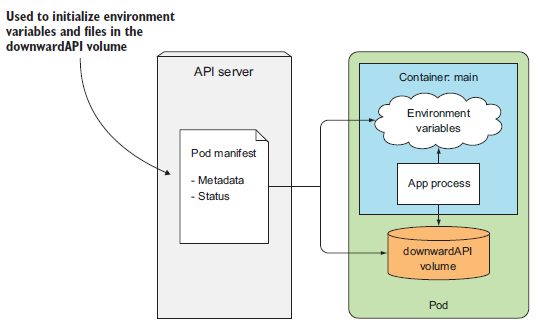 Used to initialize environment
variables and files in the
downwardAPI volume
API server
Pod manifest
- Metadata
- Status
Container: main
Environment
variables
App process
downwardAPI
volume
Pod